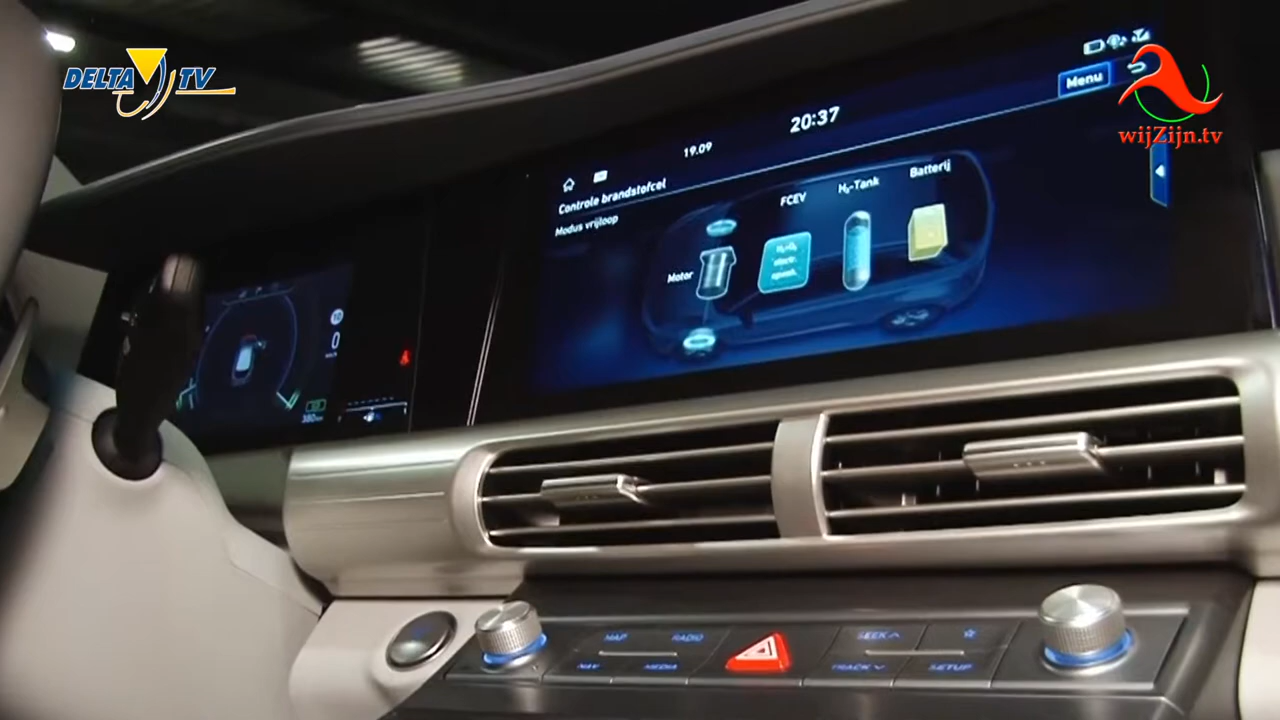 DELTA TV
wijZijn.tv
Menu
20:37
19.09
Controle brandstofcel
Modus vrijloop
Motor
FCEV
H₂-Tank
Batterij
0
380
MAP
RADIO
NAV
MEDIA
SEEK
TRACK
SETUP